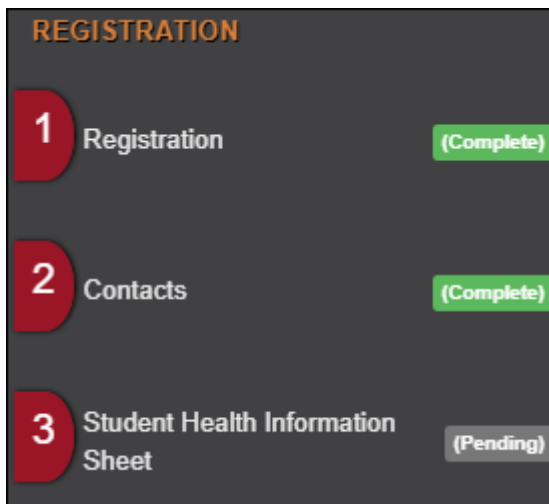 REGISTRATION
1 Registration (Complete)
2 Contacts (Complete)
3 Student Health Information
Sheet (Pending)